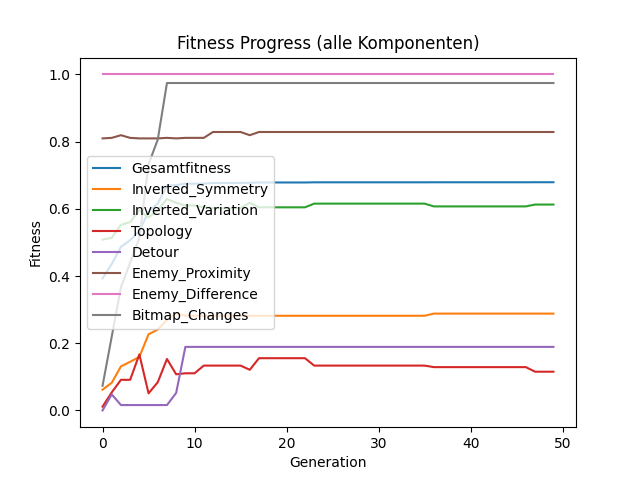 Fitness Progress (alle Komponenten)
1.0
0.8
0.6
0.4
0.2
0.0
Fitness
Gesamtfitness
Inverted_Symmetry
Inverted_Variation
Topology
Detour
Enemy_Proximity
Enemy_Difference
Bitmap_Changes
0 10 20 30 40 50
Generation